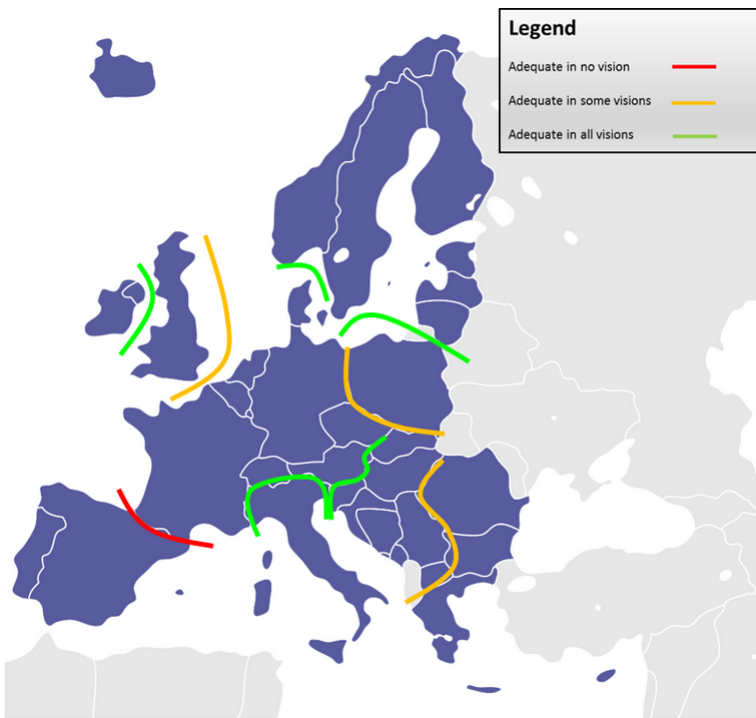 Legend
Adequate in no vision
Adequate in some visions
Adequate in all visions